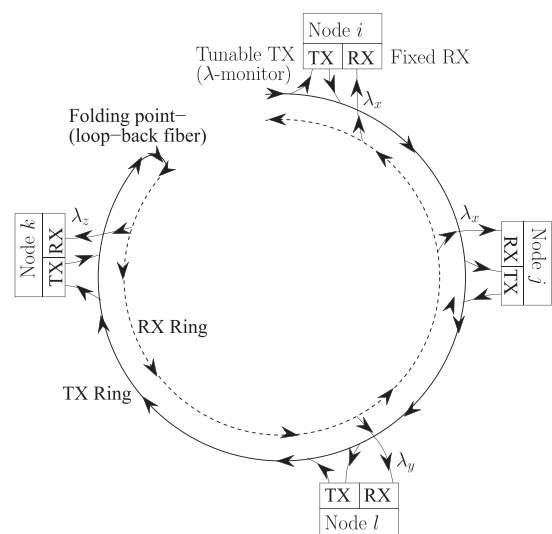 Node i
Tunable TX
(λ-monitor)
TX RX
Fixed RX
λx
Folding point−
(loop−back fiber)
λz
Node k
TX RX
λx
RX TX
Node j
RX Ring
TX Ring
λy
TX RX
Node l